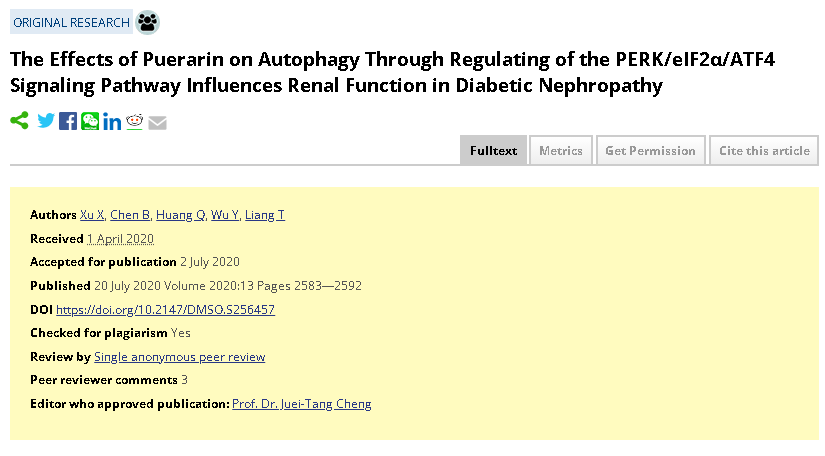 ORIGINAL RESEARCH
The Effects of Puerarin on Autophagy Through Regulating of the PERK/eIF2α/ATF4
Signaling Pathway Influences Renal Function in Diabetic Nephropathy
Fulltext Metrics Get Permission Cite this article
Authors Xu X, Chen B, Huang Q, Wu Y, Liang T
Received 1 April 2020
Accepted for publication 2 July 2020
Published 20 July 2020 Volume 2020:13 Pages 2583—2592
DOI https://doi.org/10.2147/DMSO.S256457
Checked for plagiarism Yes
Review by Single anonymous peer review
Peer reviewer comments 3
Editor who approved publication: Prof. Dr. Juei-Tang Cheng